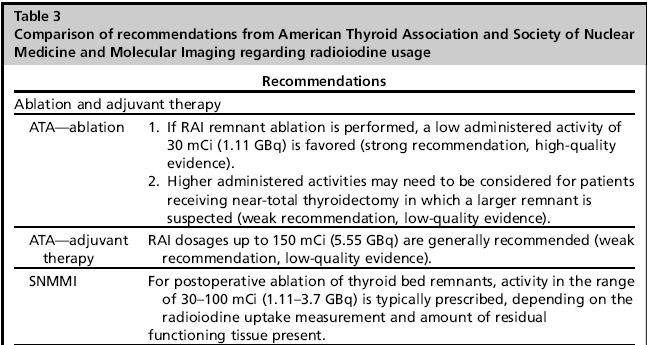 Table 3
Comparison of recommendations from American Thyroid Association and Society of Nuclear
Medicine and Molecular Imaging regarding radioiodine usage
Recommendations
Ablation and adjuvant therapy
ATA—ablation 1. If RAI remnant ablation is performed, a low administered activity of
30 mCi (1.11 GBq) is favored (strong recommendation, high-quality
evidence).
2. Higher administered activities may need to be considered for patients
receiving near-total thyroidectomy in which a larger remnant is
suspected (weak recommendation, low-quality evidence).
ATA—adjuvant RAI dosages up to 150 mCi (5.55 GBq) are generally recommended (weak
therapy recommendation, low-quality evidence).
SNMMI For postoperative ablation of thyroid bed remnants, activity in the range
of 30–100 mCi (1.11–3.7 GBq) is typically prescribed, depending on the
radioiodine uptake measurement and amount of residual
functioning tissue present.